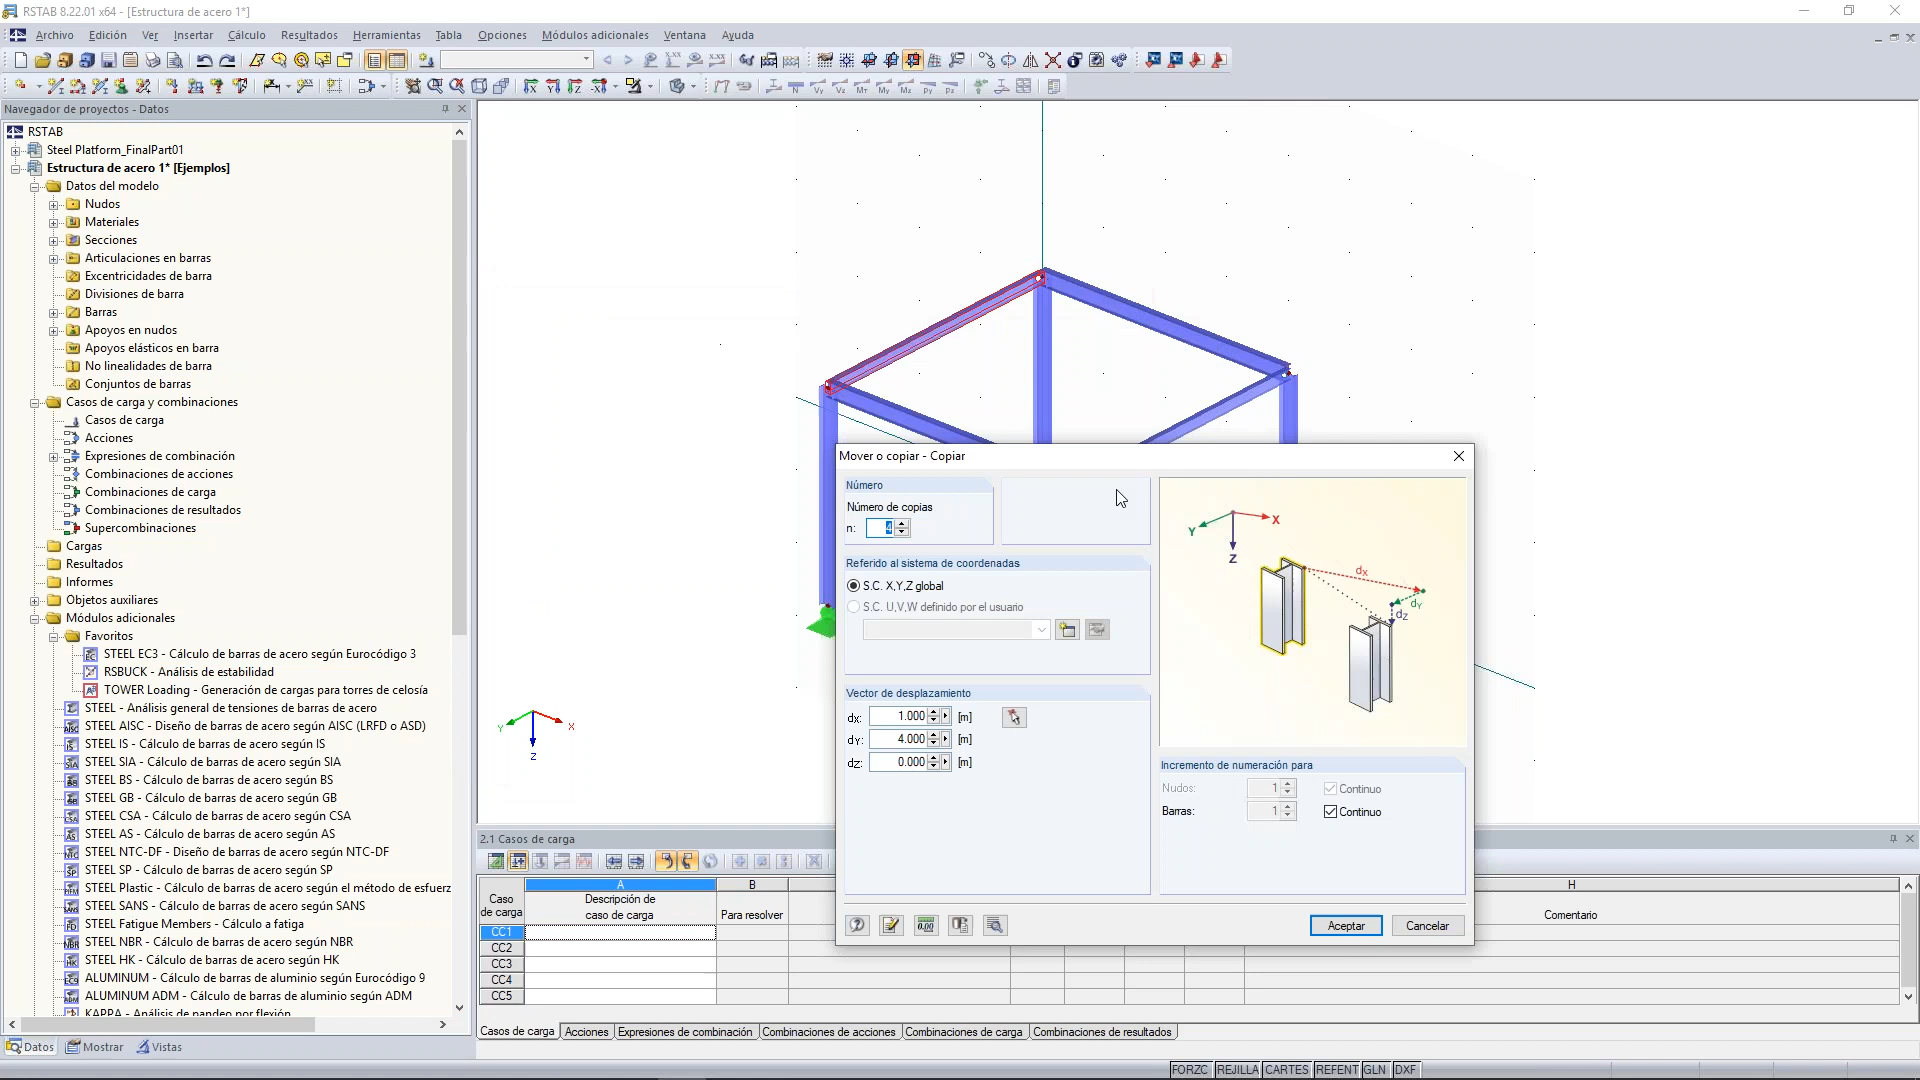 RSTAB 8.22.01 x64 - [Estructura de acero 1*]
Archivo Edición Ver Insertar Cálculo Resultados Herramientas Tabla Opciones Módulos adicionales Ventana Ayuda
Navegador de proyectos - Datos
RSTAB
Steel Platform_FinalPart01
Estructura de acero 1* [Ejemplos]
Datos del modelo
Nudos
Materiales
Secciones
Articulaciones en barras
Excentricidades de barra
Divisiones de barra
Barras
Apoyos en nudos
Apoyos elásticos en barra
No linealidades de barra
Conjuntos de barras
Casos de carga y combinaciones
Casos de carga
Acciones
Expresiones de combinación
Combinaciones de acciones
Combinaciones de carga
Combinaciones de resultados
Supercombinaciones
Cargas
Resultados
Informes
Objetos auxiliares
Módulos adicionales
Favoritos
STEEL EC3 - Cálculo de barras de acero según Eurocódigo 3
RSBUCK - Análisis de estabilidad
TOWER Loading - Generación de cargas para torres de celosía
STEEL - Análisis general de tensiones de barras de acero
STEEL AISC - Diseño de barras de acero según AISC (LRFD o ASD)
STEEL IS - Cálculo de barras de acero según IS
STEEL SIA - Cálculo de barras de acero según SIA
STEEL BS - Cálculo de barras de acero según BS
STEEL GB - Cálculo de barras de acero según GB
STEEL CSA - Cálculo de barras de acero según CSA
STEEL AS - Cálculo de barras de acero según AS
STEEL NTC-DF - Diseño de barras de acero según NTC-DF
STEEL SP - Cálculo de barras de acero según SP
STEEL Plastic - Cálculo de barras de acero según el método de esfuerz
STEEL SANS - Cálculo de barras de acero según SANS
STEEL Fatigue Members - Cálculo a fatiga
STEEL NBR - Cálculo de barras de acero según NBR
STEEL HK - Cálculo de barras de acero según HK
ALUMINUM - Cálculo de barras de aluminio según Eurocódigo 9
ALUMINUM ADM - Cálculo de barras de aluminio según ADM
KAPPA - Análisis de pandeo por flexión
Datos Mostrar Vistas
Y X
Z
Mover o copiar - Copiar
Número
Número de copias
n: 4
Referido al sistema de coordenadas
S.C. X,Y,Z global
S.C. U,V,W definido por el usuario
Vector de desplazamiento
dX: 1.000 [m]
dY: 4.000 [m]
dZ: 0.000 [m]
Y X
Z
dX
dY
dZ
Incremento de numeración para
Nudos: 1 Continuo
Barras: 1 Continuo
Aceptar Cancelar
2.1 Casos de carga
A B H
Caso de carga
Descripción de caso de carga
Para resolver
Comentario
CC1
CC2
CC3
CC4
CC5
Casos de carga Acciones Expresiones de combinación Combinaciones de acciones Combinaciones de carga Combinaciones de resultados
FORZC REJILLA CARTES REFENT GLN DXF